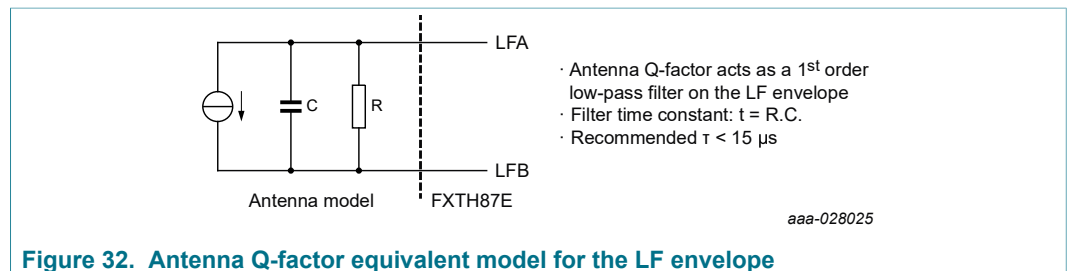 LFA
C
R
LFB
Antenna model
FXTH87E
· Antenna Q-factor acts as a 1st order
low-pass filter on the LF envelope
· Filter time constant: t = R.C.
· Recommended τ < 15 µs
aaa-028025
Figure 32. Antenna Q-factor equivalent model for the LF envelope